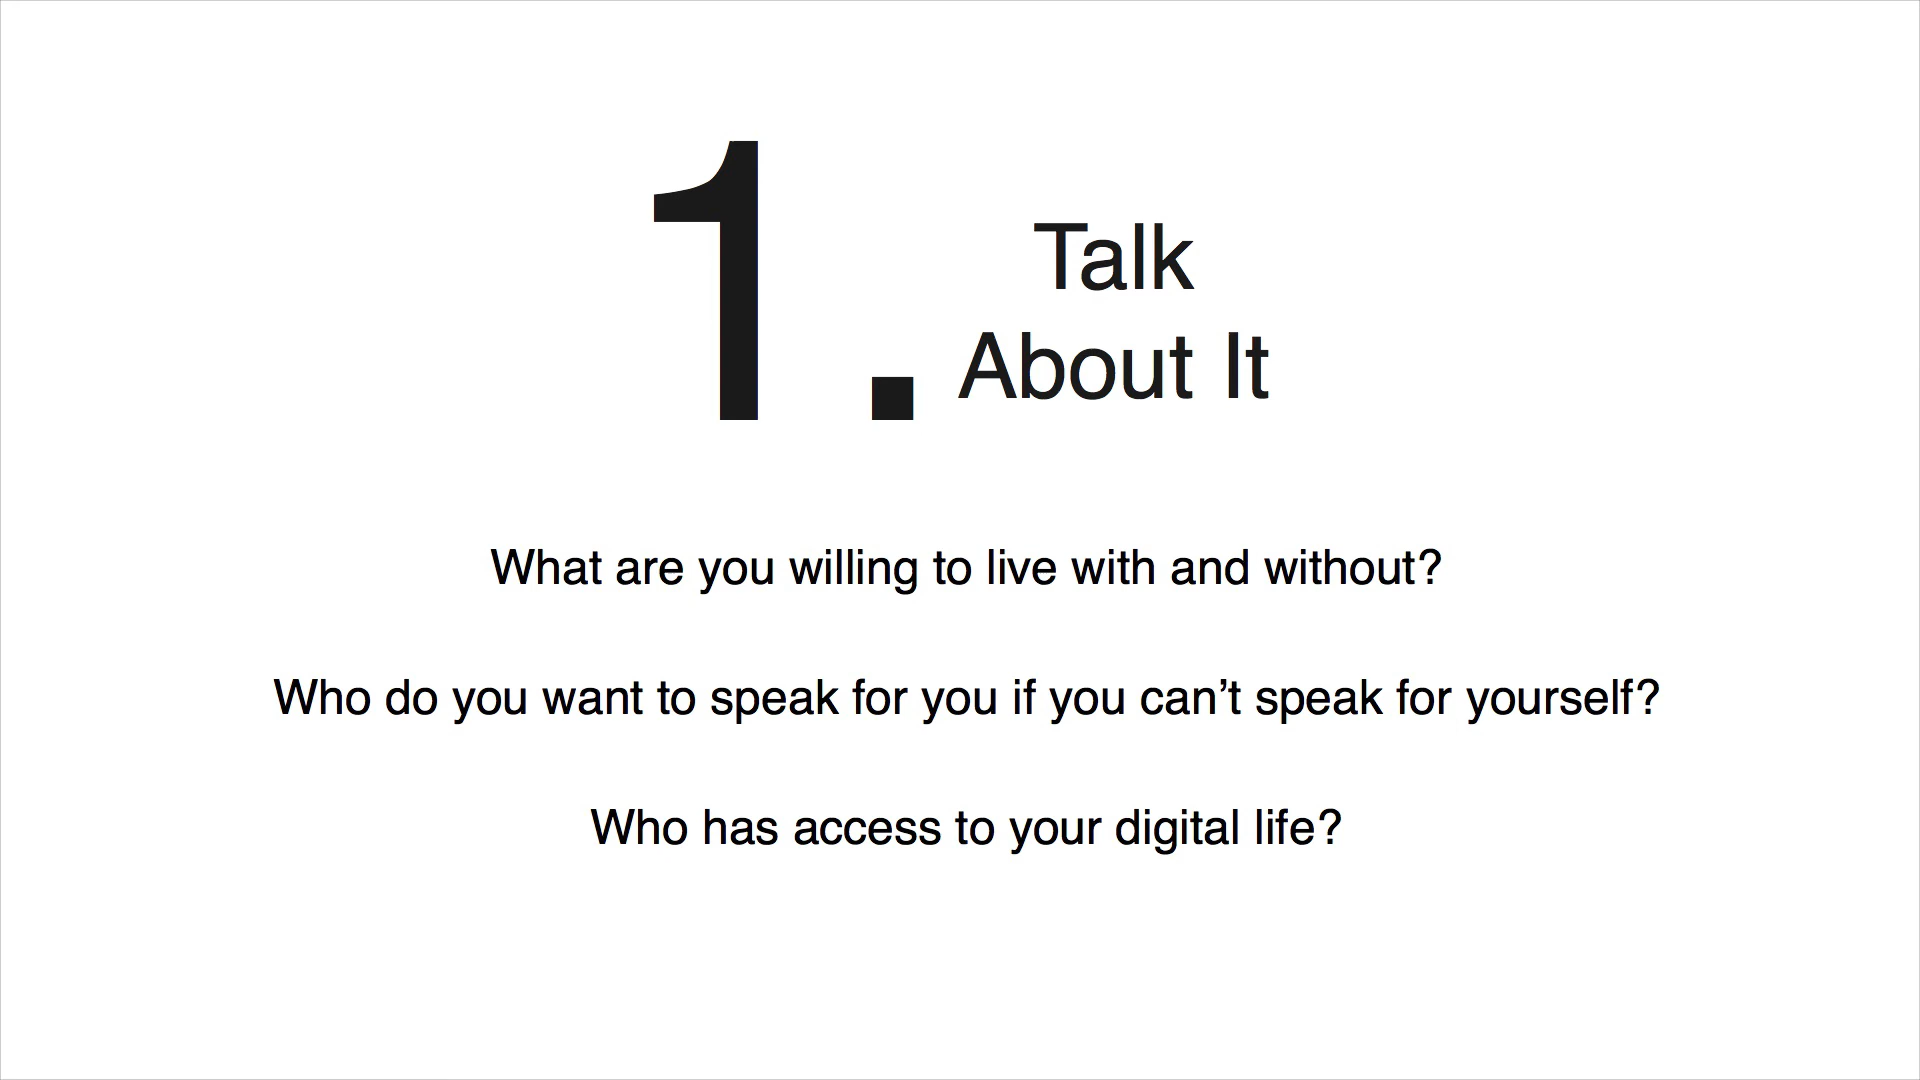 1.
Talk
About It
What are you willing to live with and without?
Who do you want to speak for you if you can’t speak for yourself?
Who has access to your digital life?